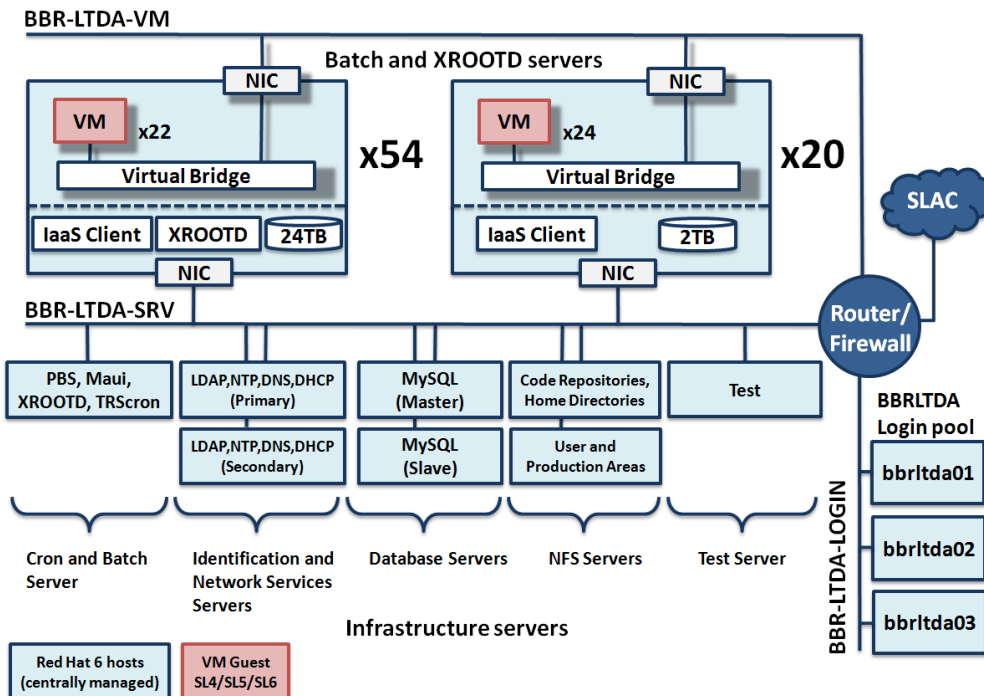 BBR-LTDA-VM
Batch and XROOTD servers
NIC
NIC
VM
x22
x54
VM
x24
x20
Virtual Bridge
Virtual Bridge
SLAC
IaaS Client
XROOTD
24TB
IaaS Client
2TB
NIC
NIC
BBR-LTDA-SRV
Router/
Firewall
PBS, Maui,
XROOTD, TRScron
LDAP,NTP,DNS,DHCP
(Primary)
MySQL
(Master)
Code Repositories,
Home Directories
Test
LDAP,NTP,DNS,DHCP
(Secondary)
MySQL
(Slave)
User and
Production Areas
BBRLTDA
Login pool
bbrltda01
bbrltda02
bbrltda03
BBR-LTDA-LOGIN
Cron and Batch
Server
Identification and
Network Services
Servers
Database Servers
NFS Servers
Test Server
Infrastructure servers
Red Hat 6 hosts
(centrally managed)
VM Guest
SL4/SL5/SL6